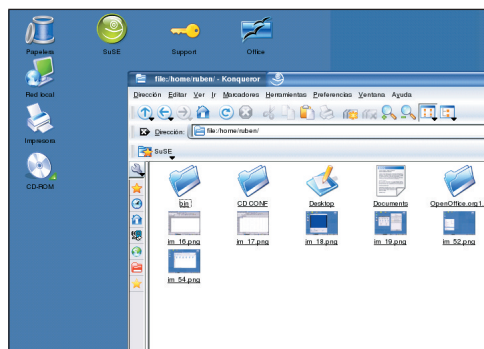 Papelera
SuSE
Support
Office
Red local
Impresora
CD-ROM
file:/home/ruben/ - Konqueror
Dirección Editar Ver Ir Marcadores Herramientas Preferencias Ventana Ayuda
Dirección: file:/home/ruben/
SuSE
bin
CD CONF
Desktop
Documents
OpenOffice.org1.
im_16.png
im_17.png
im_18.png
im_19.png
im_52.png
im_54.png